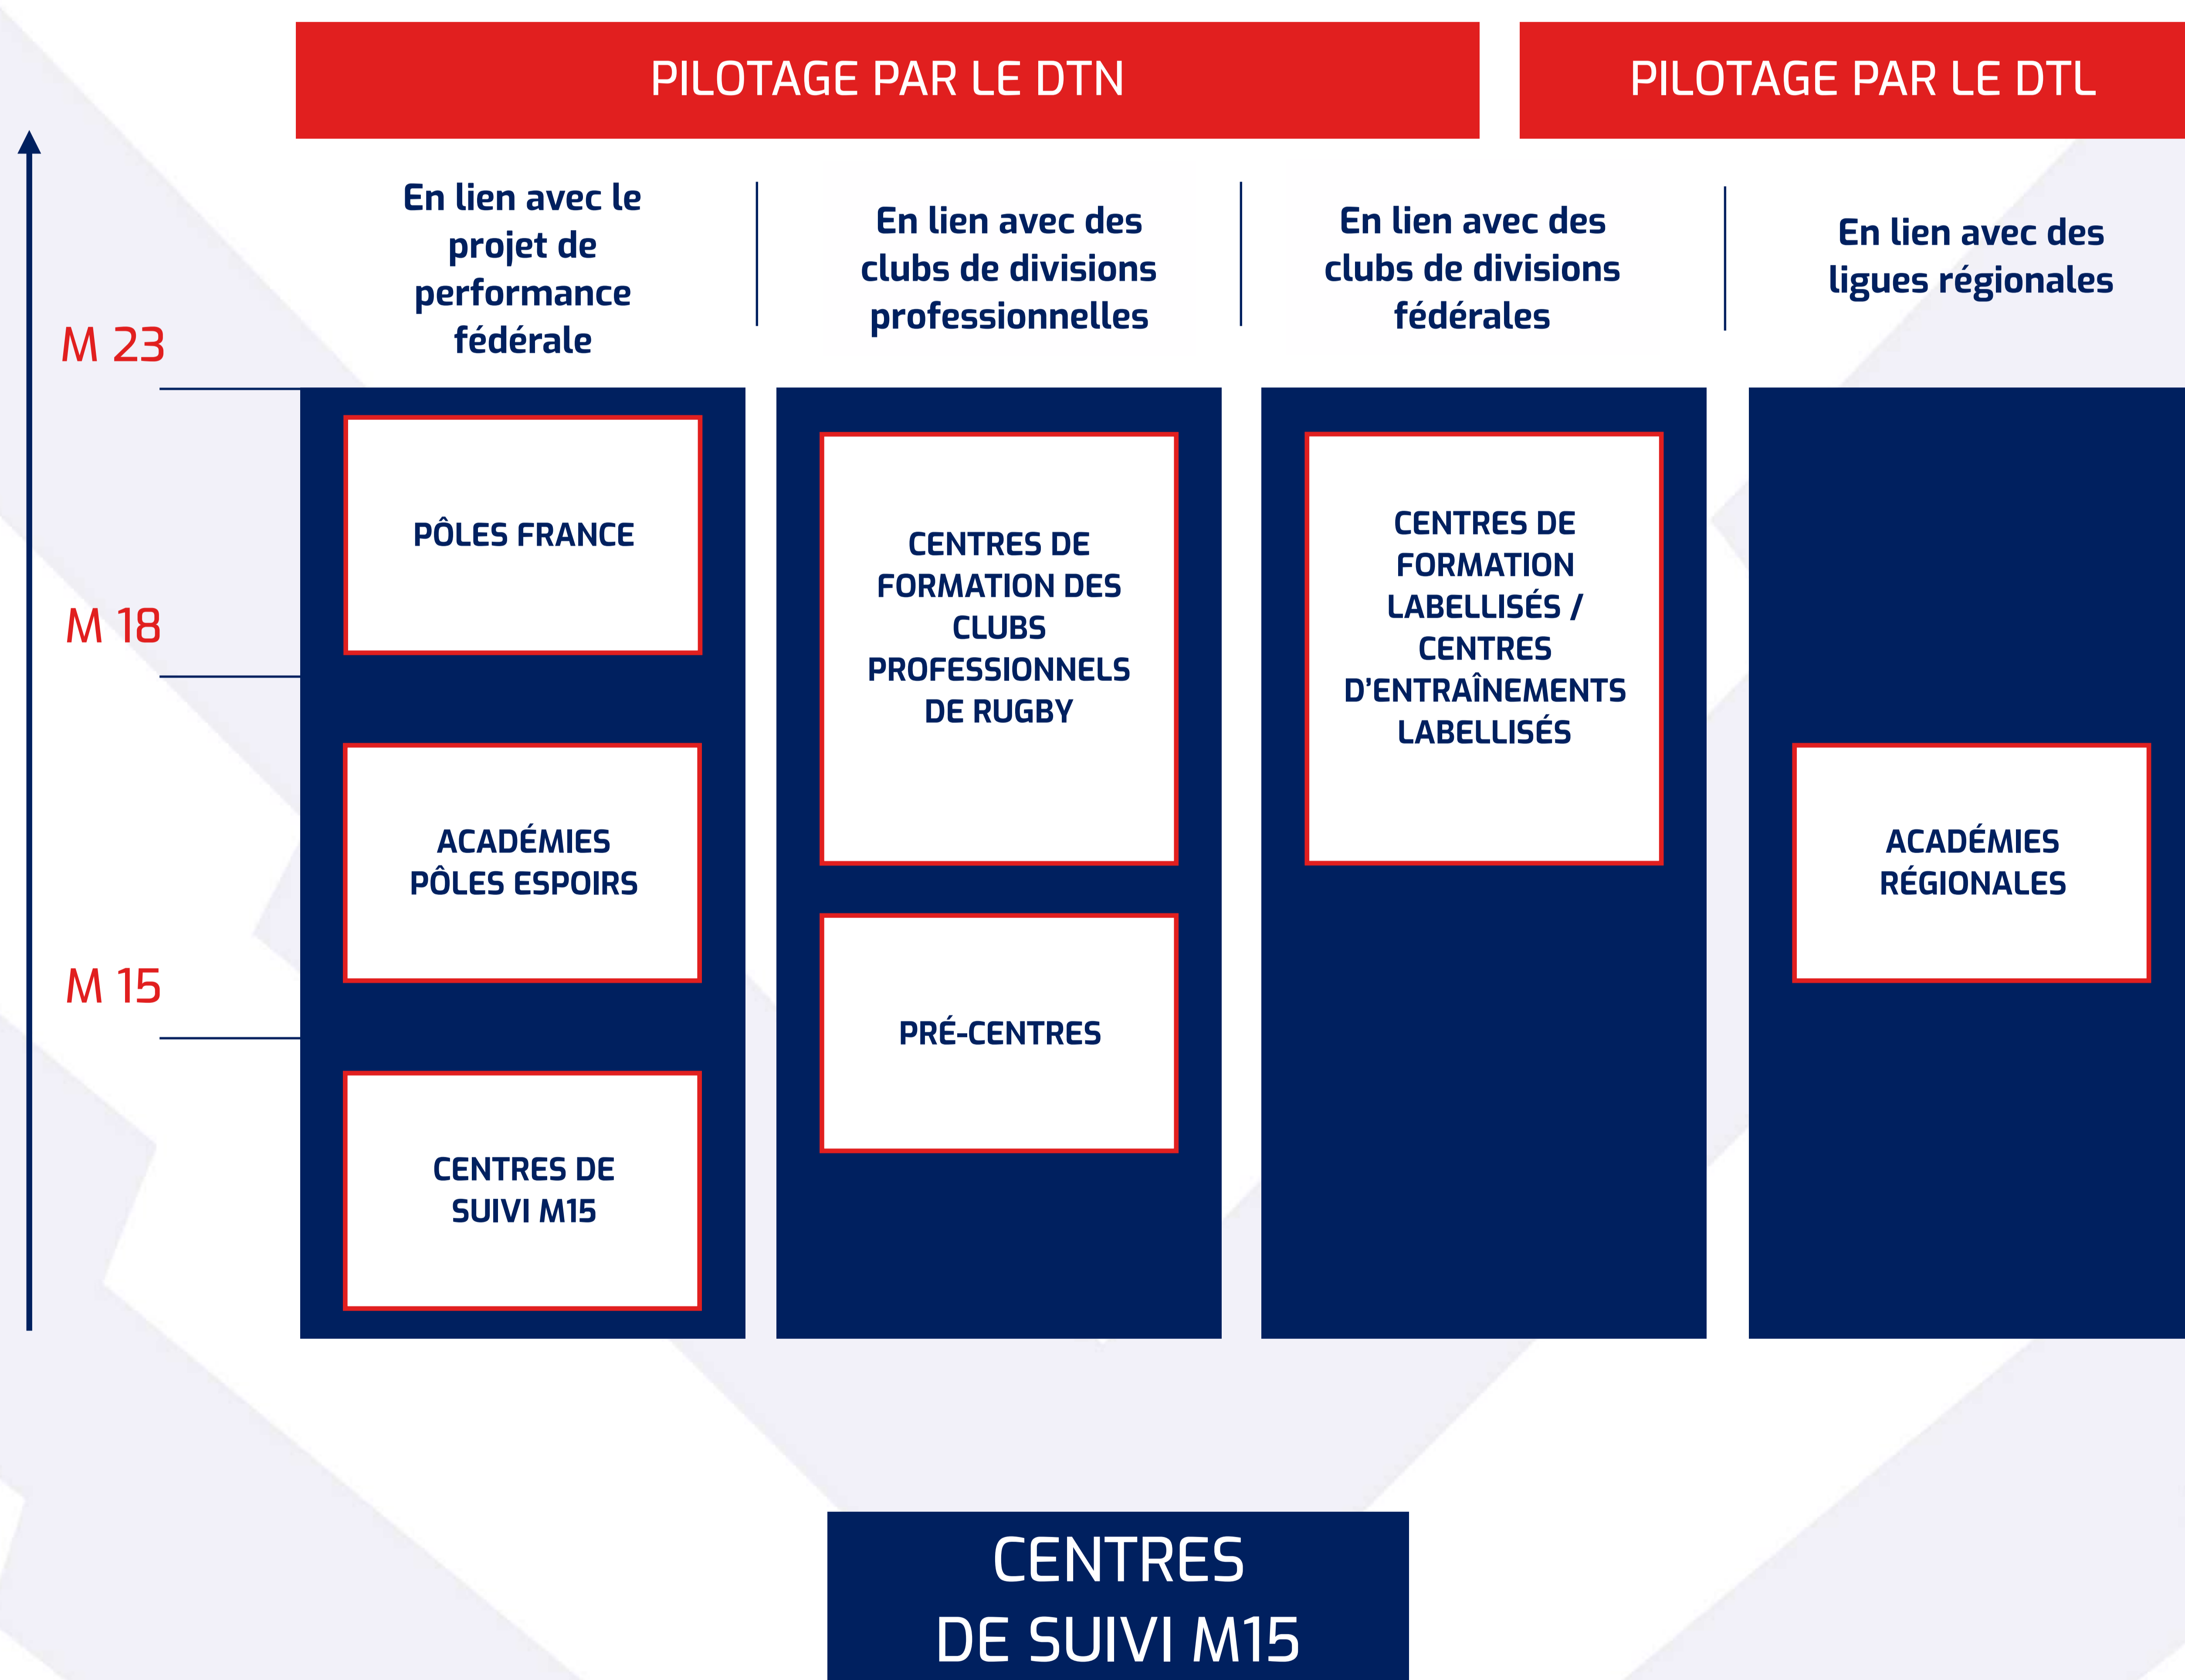 PILOTAGE PAR LE DTN
PILOTAGE PAR LE DTL
En lien avec le
projet de
performance
fédérale
En lien avec des
clubs de divisions
professionnelles
En lien avec des
clubs de divisions
fédérales
En lien avec des
ligues régionales
M 23
M 18
M 15
PÔLES FRANCE
ACADÉMIES
PÔLES ESPOIRS
CENTRES DE
SUIVI M15
CENTRES DE
FORMATION DES
CLUBS
PROFESSIONNELS
DE RUGBY
PRÉ-CENTRES
CENTRES DE
FORMATION
LABELLISÉS /
CENTRES
D’ENTRAÎNEMENTS
LABELLISÉS
ACADÉMIES
RÉGIONALES
CENTRES
DE SUIVI M15